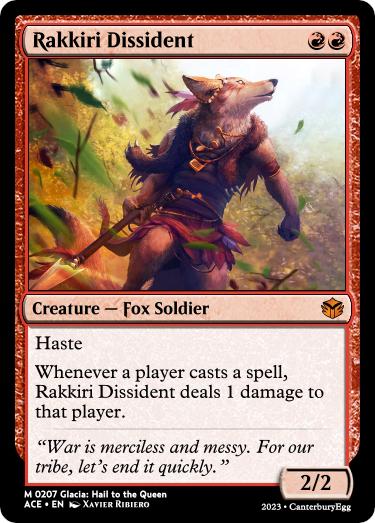 Rakkiri Dissident
Creature — Fox Soldier
Haste
Whenever a player casts a spell,
Rakkiri Dissident deals 1 damage to
that player.
“War is merciless and messy. For our
tribe, let’s end it quickly.”
2/2
M 0207 Glacia: Hail to the Queen
ACE • EN Xavier Ribiero
2023 • CanterburyEgg